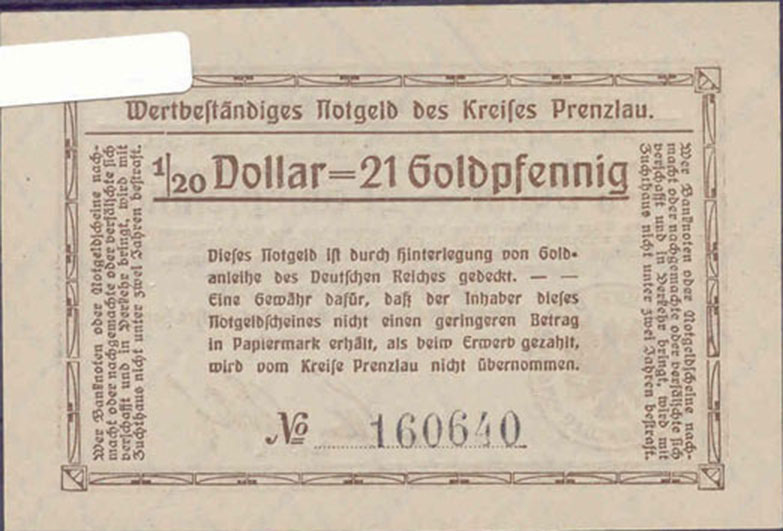 Wertbeſtändiges Notgeld des Kreiſes Prenzlau.
1/20 Dollar=21 Goldpfennig
Dieſes Notgeld iſt durch Hinterlegung von Gold-
anleihe des Deutſchen Reiches gedeckt. — —
Eine Gewähr dafür, daß der Inhaber dieſes
Notgeldſcheines nicht einen geringeren Betrag
in Papiermark erhält, als beim Erwerb gezahlt,
wird vom Kreiſe Prenzlau nicht übernommen.
No 160640
Wer Banknoten oder Notgeldſcheine nach-
macht oder nachgemachte oder verfälſchte ſich
verſchafft und in Verkehr bringt, wird mit
Zuchthaus nicht unter zwei Jahren beſtraft.
Wer Banknoten oder Notgeldſcheine nach-
macht oder nachgemachte oder verfälſchte ſich
verſchafft und in Verkehr bringt, wird mit
Zuchthaus nicht unter zwei Jahren beſtraft.